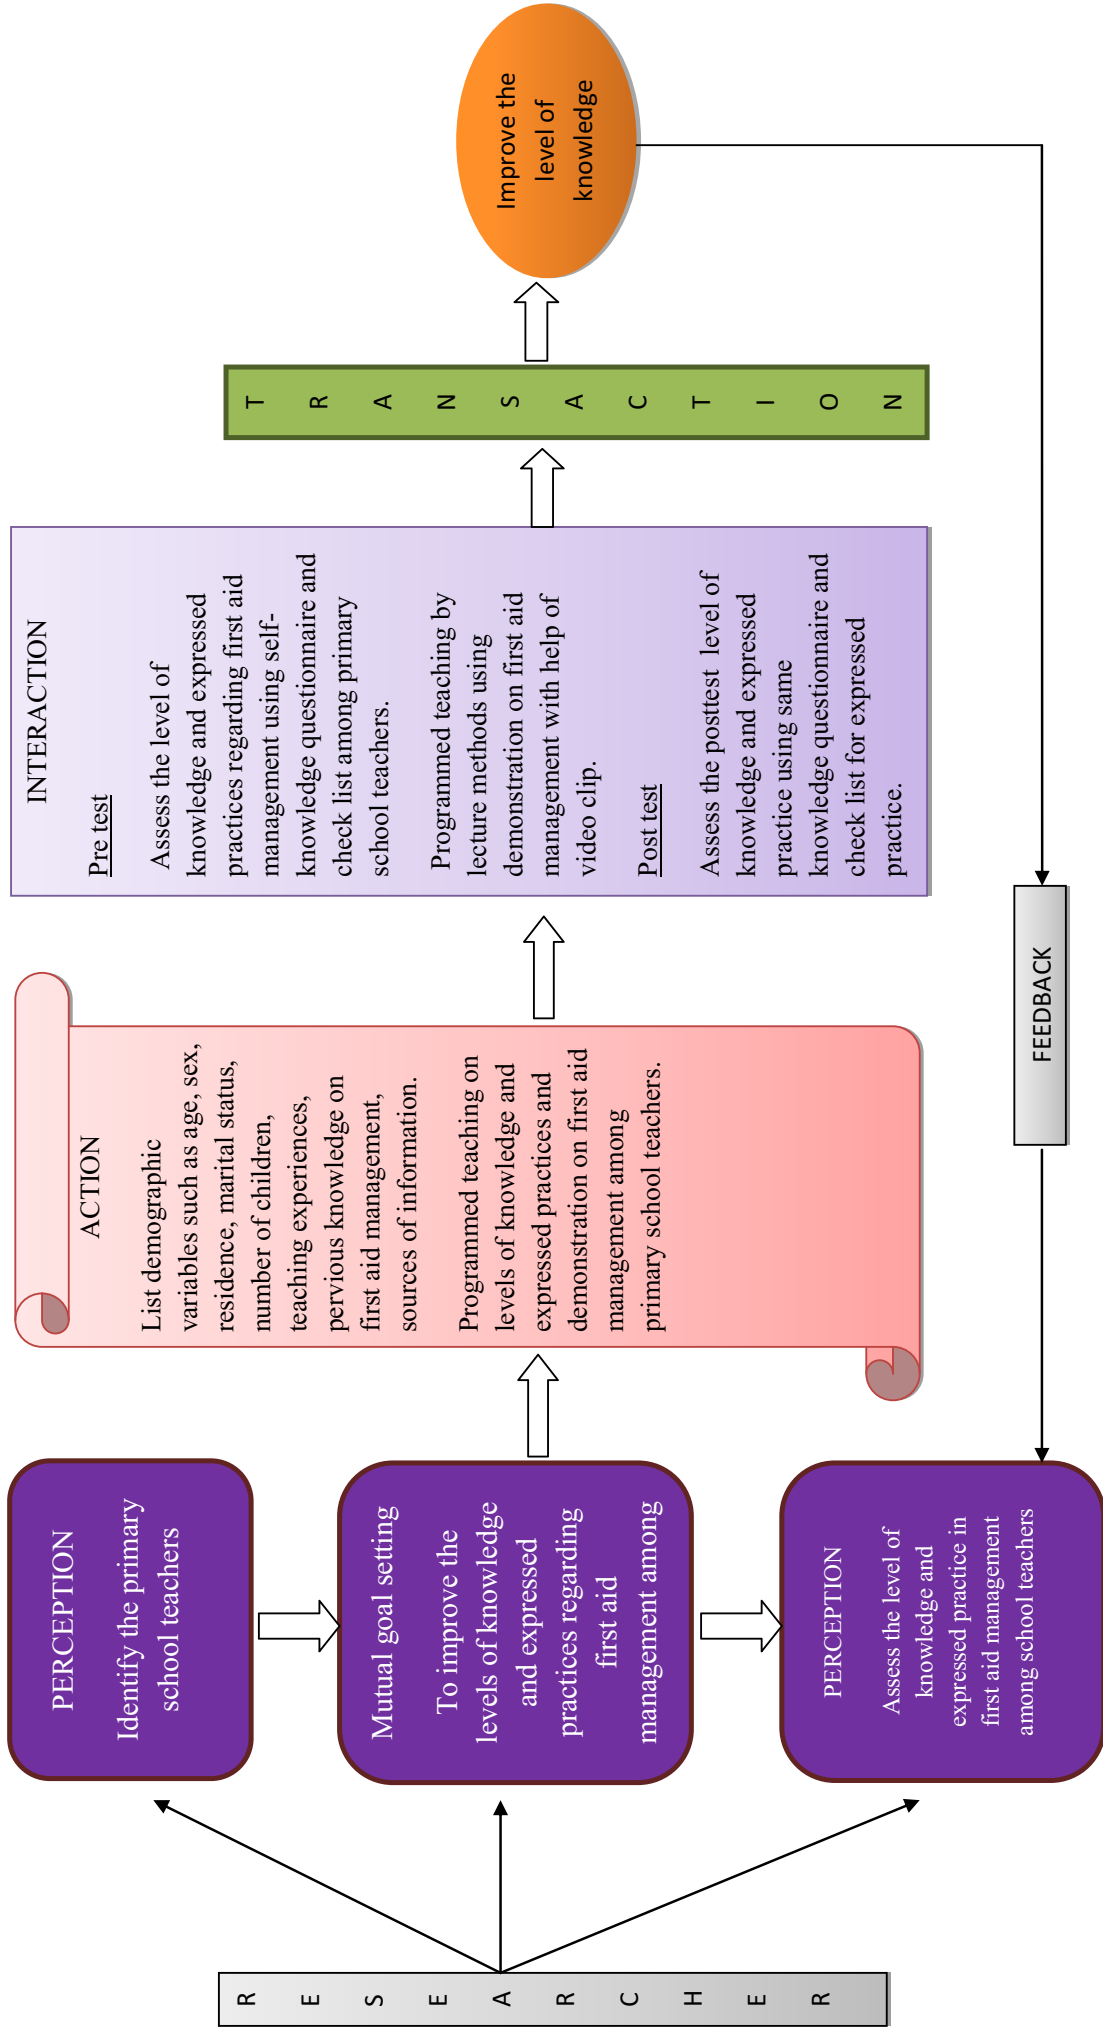 RESEARCHER
PERCEPTION
Identify the primary
school teachers
Mutual goal setting
To improve the
levels of knowledge
and expressed
practices regarding
first aid
management among
PERCEPTION
Assess the level of
knowledge and
expressed practice in
first aid management
among school teachers
ACTION
List demographic
variables such as age, sex,
residence, marital status,
number of children,
teaching experiences,
pervious knowledge on
first aid management,
sources of information.
Programmed teaching on
levels of knowledge and
expressed practices and
demonstration on first aid
management among
primary school teachers.
INTERACTION
Pre test
Assess the level of
knowledge and expressed
practices regarding first aid
management using self-
knowledge questionnaire and
check list among primary
school teachers.
Programmed teaching by
lecture methods using
demonstration on first aid
management with help of
video clip.
Post test
Assess the posttest level of
knowledge and expressed
practice using same
knowledge questionnaire and
check list for expressed
practice.
TRANSACTION
Improve the
level of
knowledge
FEEDBACK